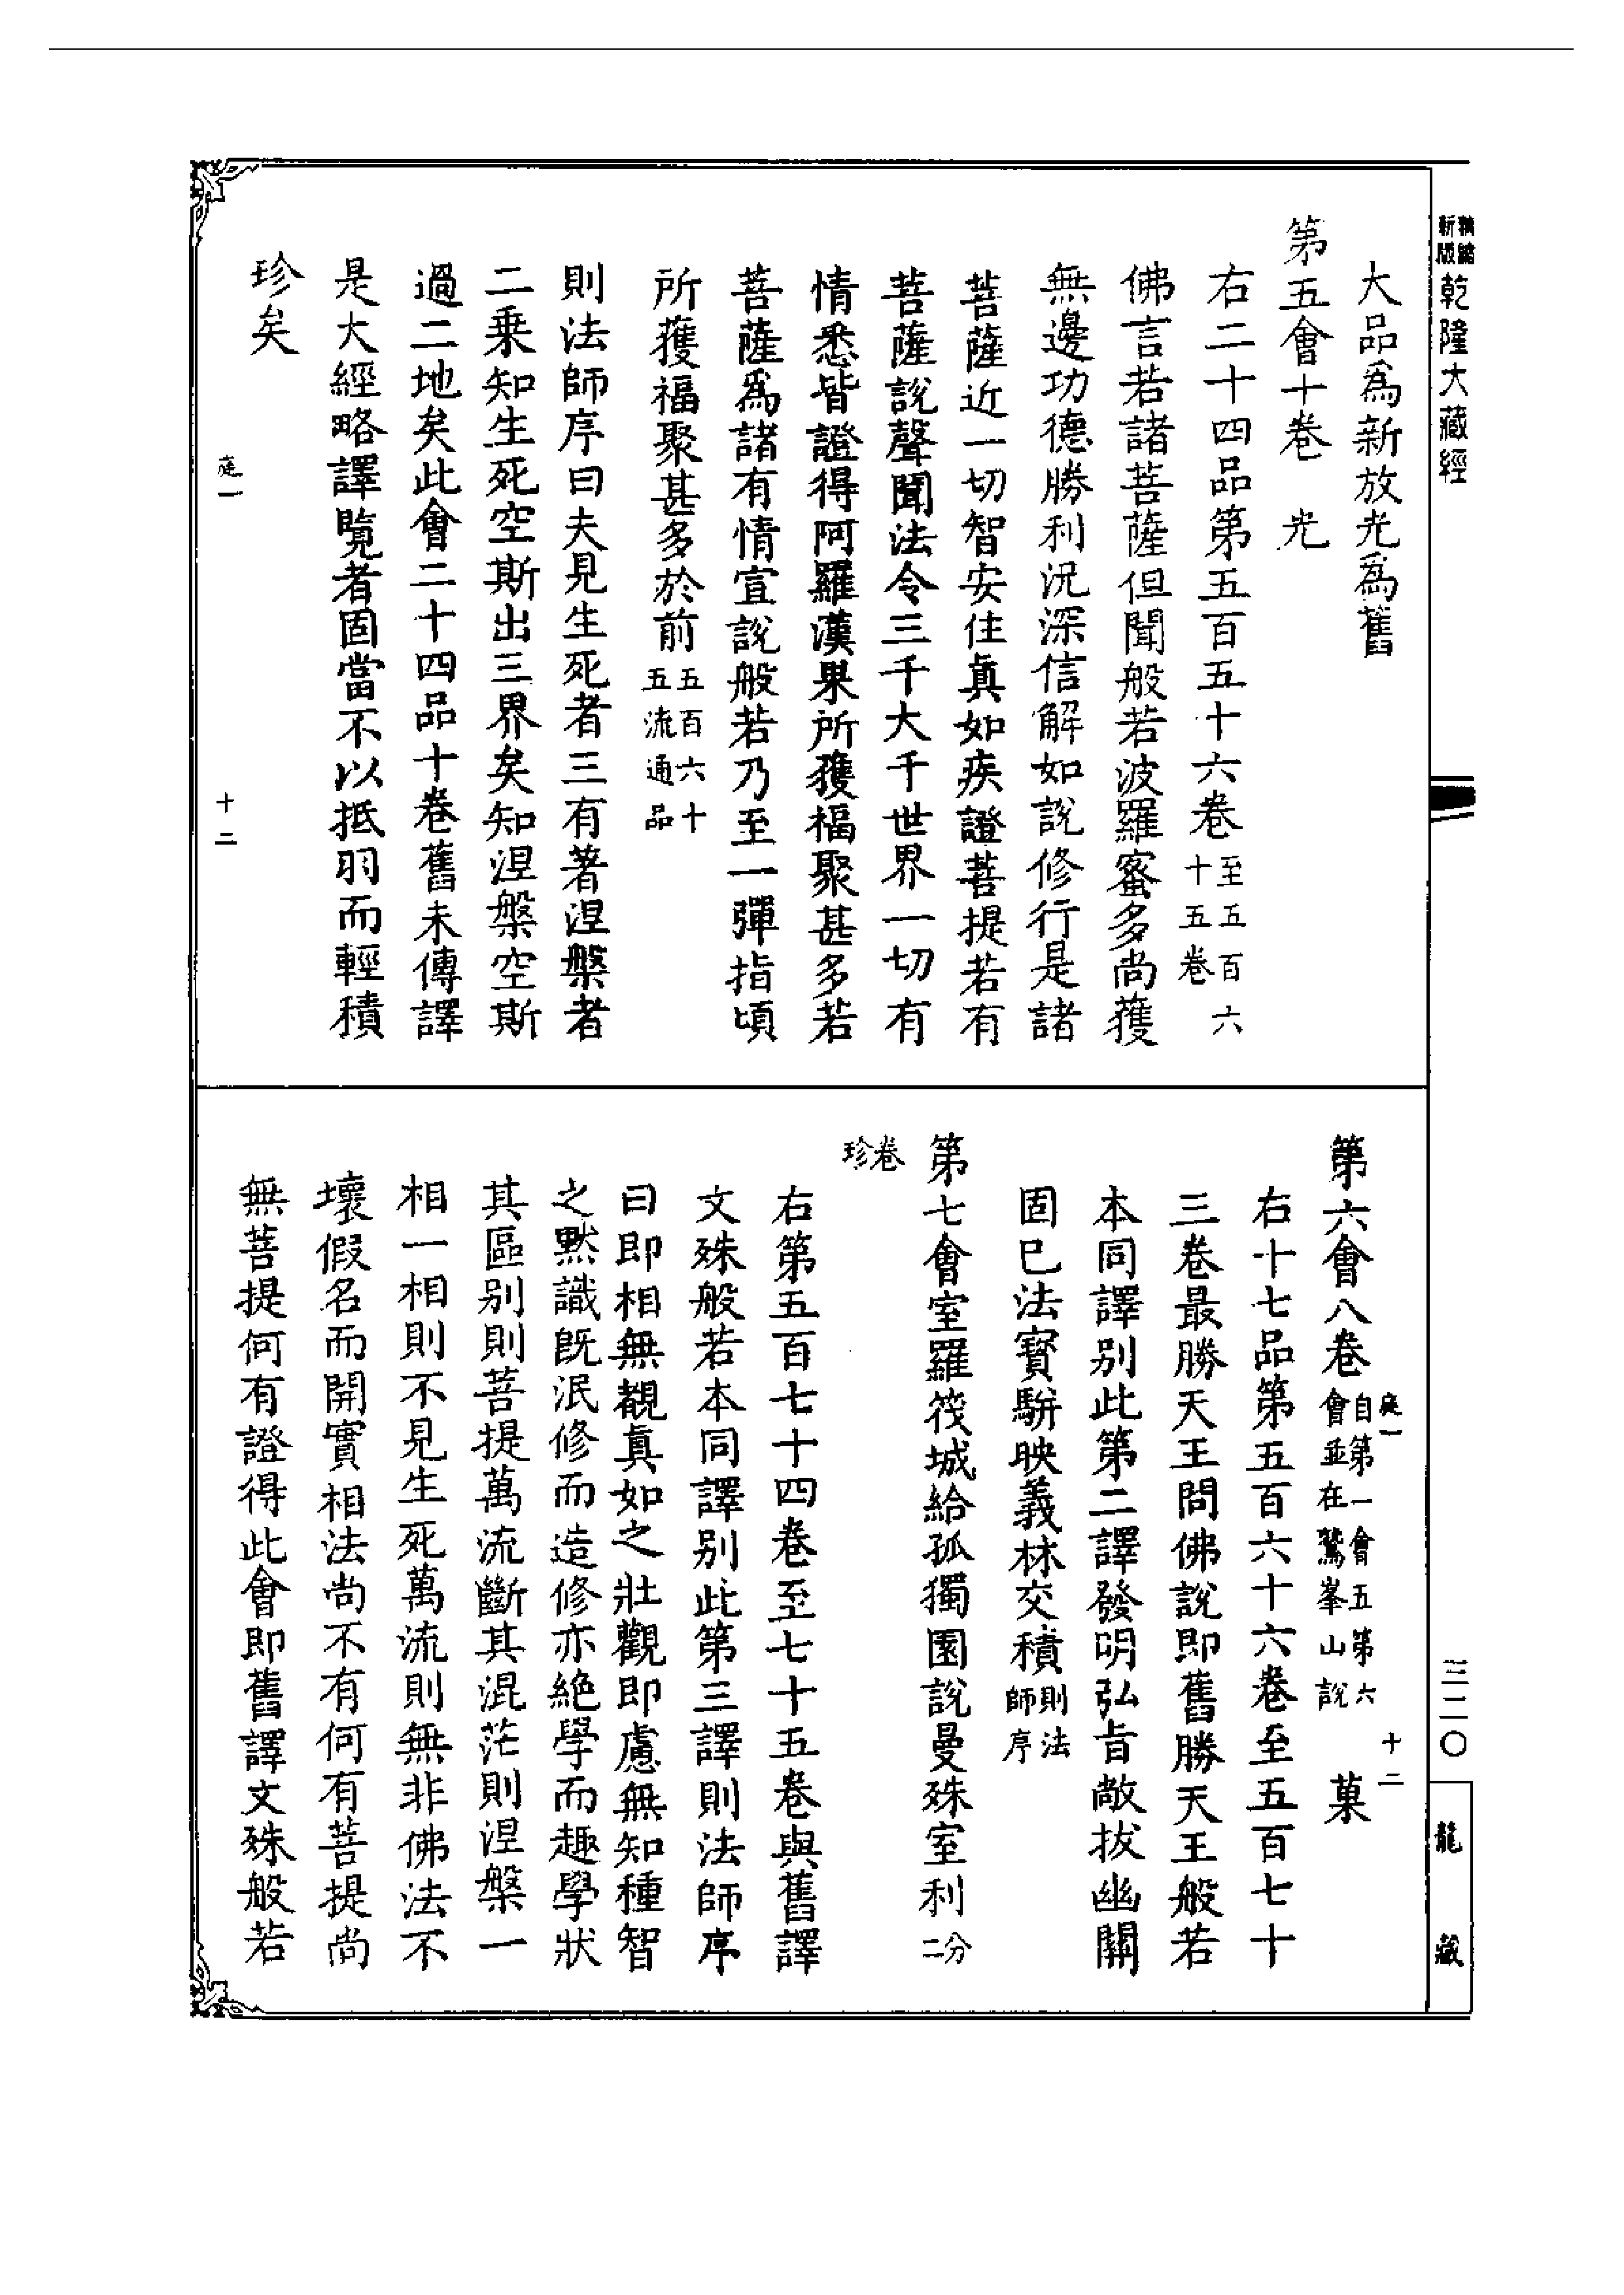 精縮新版乾隆大藏經
大品為新放光爲舊
第五會十卷　光
右二十四品第五百五十六卷至五百六十五卷
佛言若諸菩薩但聞般若波羅蜜多尚獲
無邊功德勝利況深信解如說修行是諸
菩薩近一切智安住真如疾證菩提若有
菩薩說聲聞法令三千大千世界一切有
情悉皆證得阿羅漢果所獲福聚甚多若
菩薩爲諸有情宣說般若乃至一彈指頃
所獲福聚甚多於前五百六十五流通品
則法師序曰夫見生死者三有著涅槃者
二乘知生死空斯出三界矣知涅槃空斯
過二地矣此會二十四品十卷舊未傳譯
是大經略譯覽者固當不以抵羽而輕積
珍矣
庭一　十二
庭一　十二
第六會八卷自第一會五第六會並在鷲峯山說　菓
右十七品第五百六十六卷至五百七十
三卷最勝天王問佛說即舊勝天王般若
本同譯別此第二譯發明弘旨敞拔幽關
固已法寶駢映義林交積則法師序
第七會室羅筏城給孤獨園說曼殊室利分二
卷珍
右第五百七十四卷至七十五卷與舊譯
文殊般若本同譯別此第三譯則法師序
曰即相無覩真如之壯觀即慮無知種智
之默識既泯修而造修亦絶學而趣學狀
其區別則菩提萬流斷其混茫則涅槃一
相一相則不見生死萬流則無非佛法不
壞假名而開實相法尚不有何有菩提尚
無菩提何有證得此會即舊譯文殊般若
三二〇
龍藏